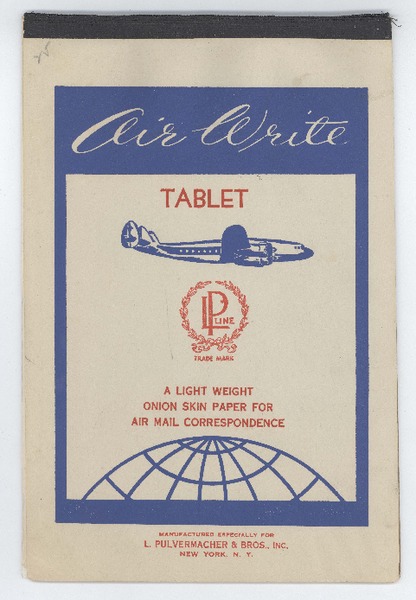 Air Write
TABLET
LP LINE
TRADE MARK
A LIGHT WEIGHT
ONION SKIN PAPER FOR
AIR MAIL CORRESPONDENCE
MANUFACTURED ESPECIALLY FOR
L. PULVERMACHER & BROS., INC.
NEW YORK, N. Y.